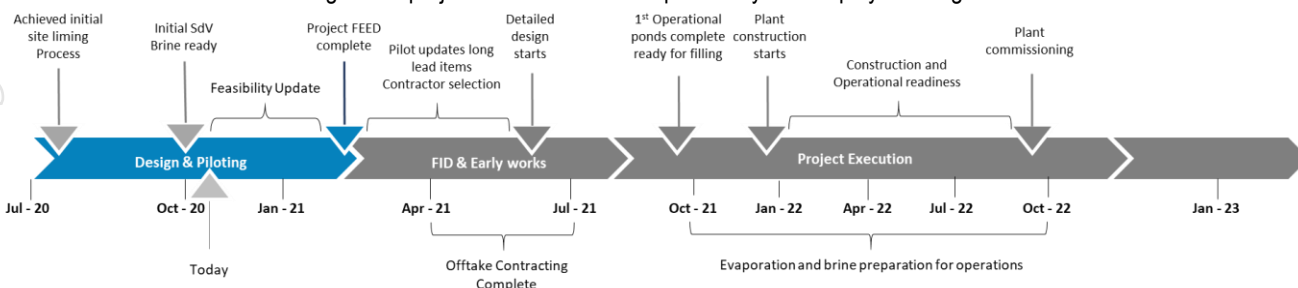 Achieved initial
site liming
Process
Initial SdV
Brine ready
Feasibility Update
Project FEED
complete
Pilot updates long
lead items
Contractor selection
Detailed
design
starts
1st Operational
ponds complete
ready for filling
Plant
construction
starts
Construction and
Operational readiness
Plant
commissioning
Design & Piloting
FID & Early works
Project Execution
Jul - 20
Oct - 20
Jan - 21
Apr - 21
Jul - 21
Oct - 21
Jan - 22
Apr - 22
Jul - 22
Oct - 22
Jan - 23
Today
Offtake Contracting
Complete
Evaporation and brine preparation for operations